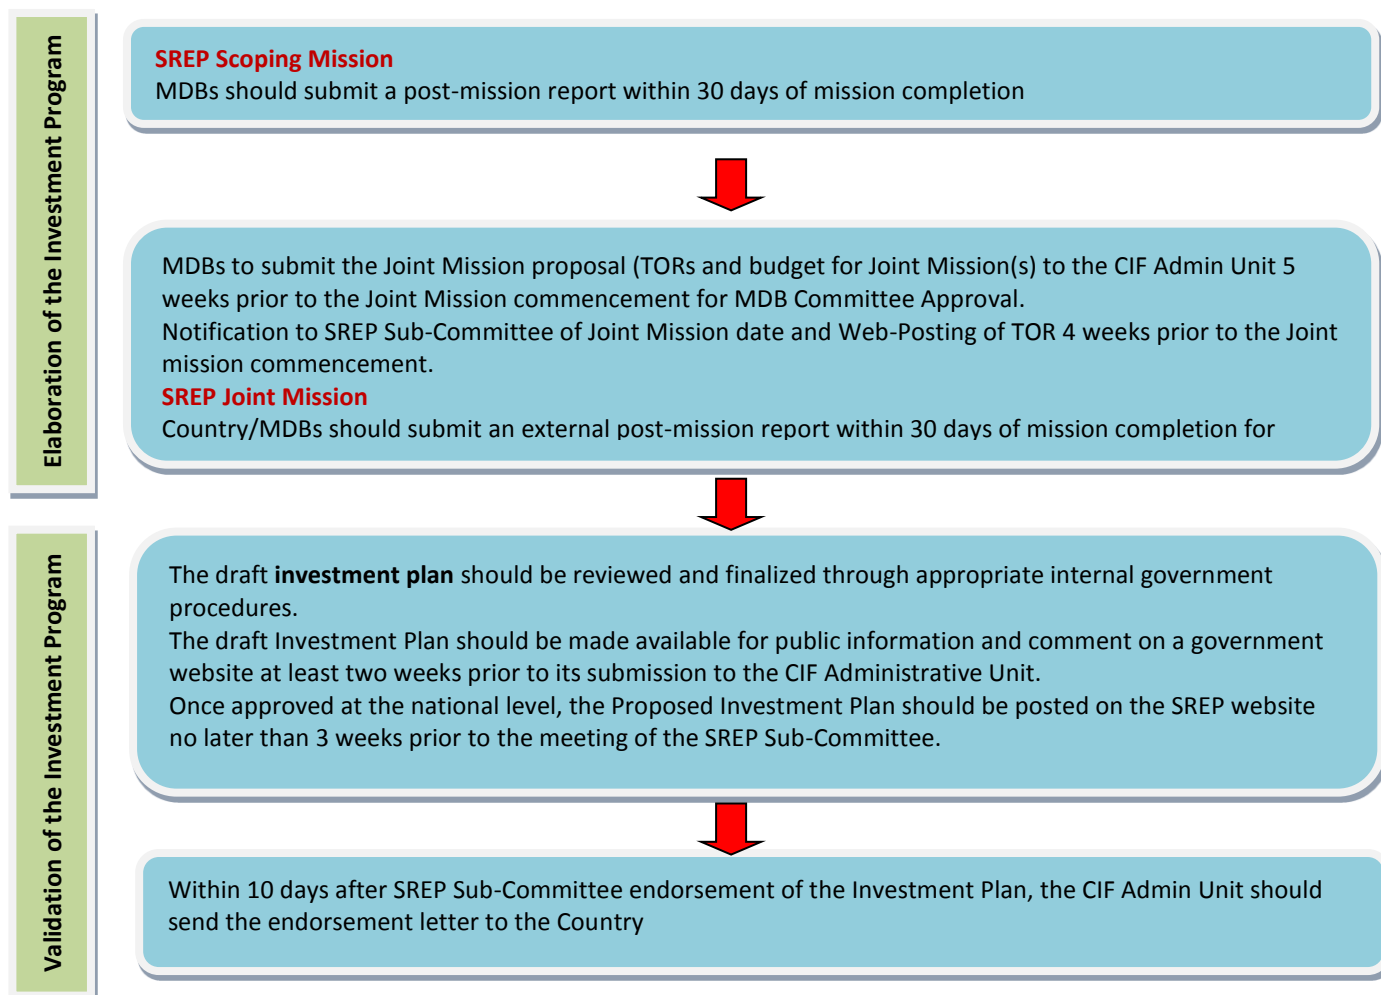 Elaboration of the Investment Program
SREP Scoping Mission
MDBs should submit a post-mission report within 30 days of mission completion
MDBs to submit the Joint Mission proposal (TORs and budget for Joint Mission(s) to the CIF Admin Unit 5
weeks prior to the Joint Mission commencement for MDB Committee Approval.
Notification to SREP Sub-Committee of Joint Mission date and Web-Posting of TOR 4 weeks prior to the Joint
mission commencement.
SREP Joint Mission
Country/MDBs should submit an external post-mission report within 30 days of mission completion for
Validation of the Investment Program
The draft investment plan should be reviewed and finalized through appropriate internal government
procedures.
The draft Investment Plan should be made available for public information and comment on a government
website at least two weeks prior to its submission to the CIF Administrative Unit.
Once approved at the national level, the Proposed Investment Plan should be posted on the SREP website
no later than 3 weeks prior to the meeting of the SREP Sub-Committee.
Within 10 days after SREP Sub-Committee endorsement of the Investment Plan, the CIF Admin Unit should
send the endorsement letter to the Country